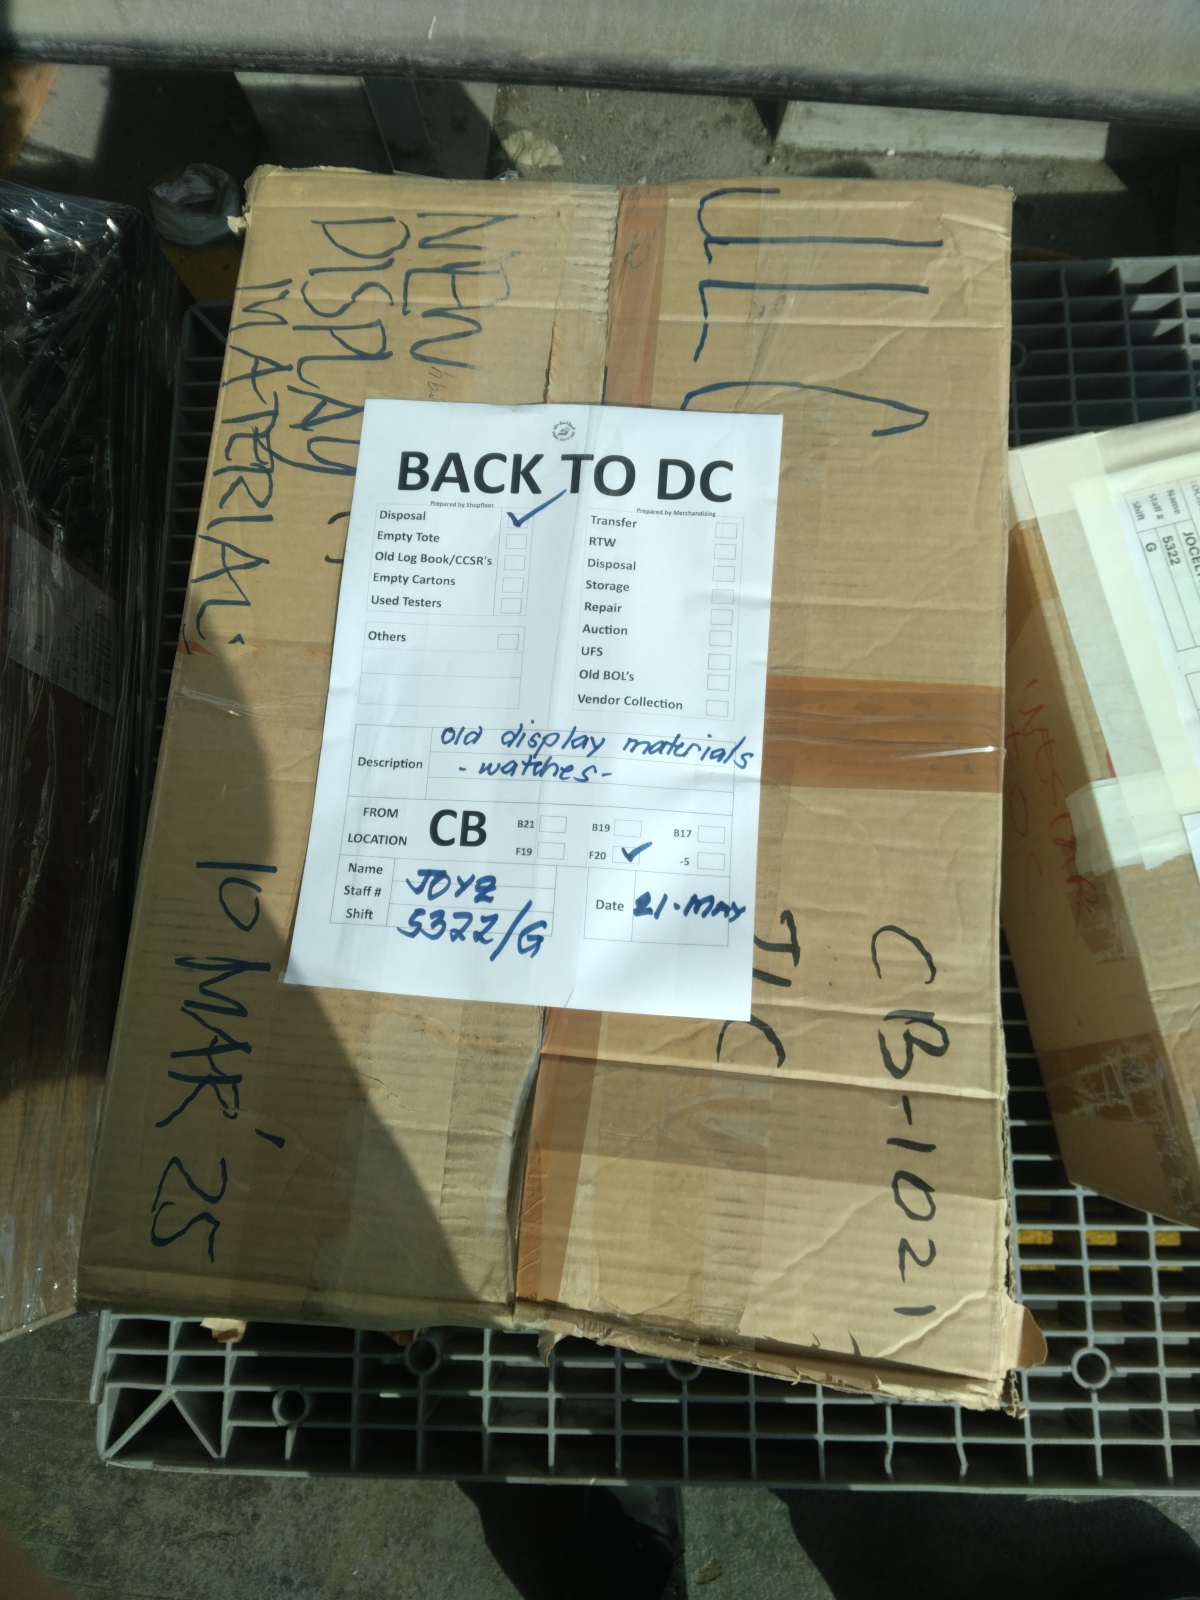 NEW
DISPLAY
MATERIAL.
10 MAR' 25
CB-1021
JLC
BACK TO DC
Prepared by Shopfloor
Disposal
Empty Tote
Old Log Book/CCSR's
Empty Cartons
Used Testers
Others
Prepared by Merchandising
Transfer
RTW
Disposal
Storage
Repair
Auction
UFS
Old BOL's
Vendor Collection
Description
old display materials
- watches -
FROM
LOCATION
CB
B21
B19
B17
F19
F20
-5
Name
Staff #
Shift
5322/G
Date
21. MAY
Name
Staff # 5322
Shift G